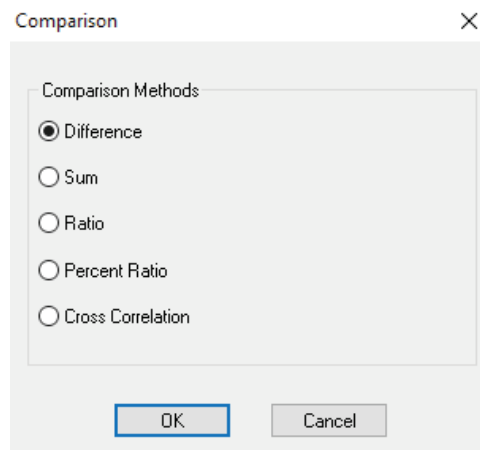 Comparison
Comparison Methods
Difference
Sum
Ratio
Percent Ratio
Cross Correlation
OK Cancel